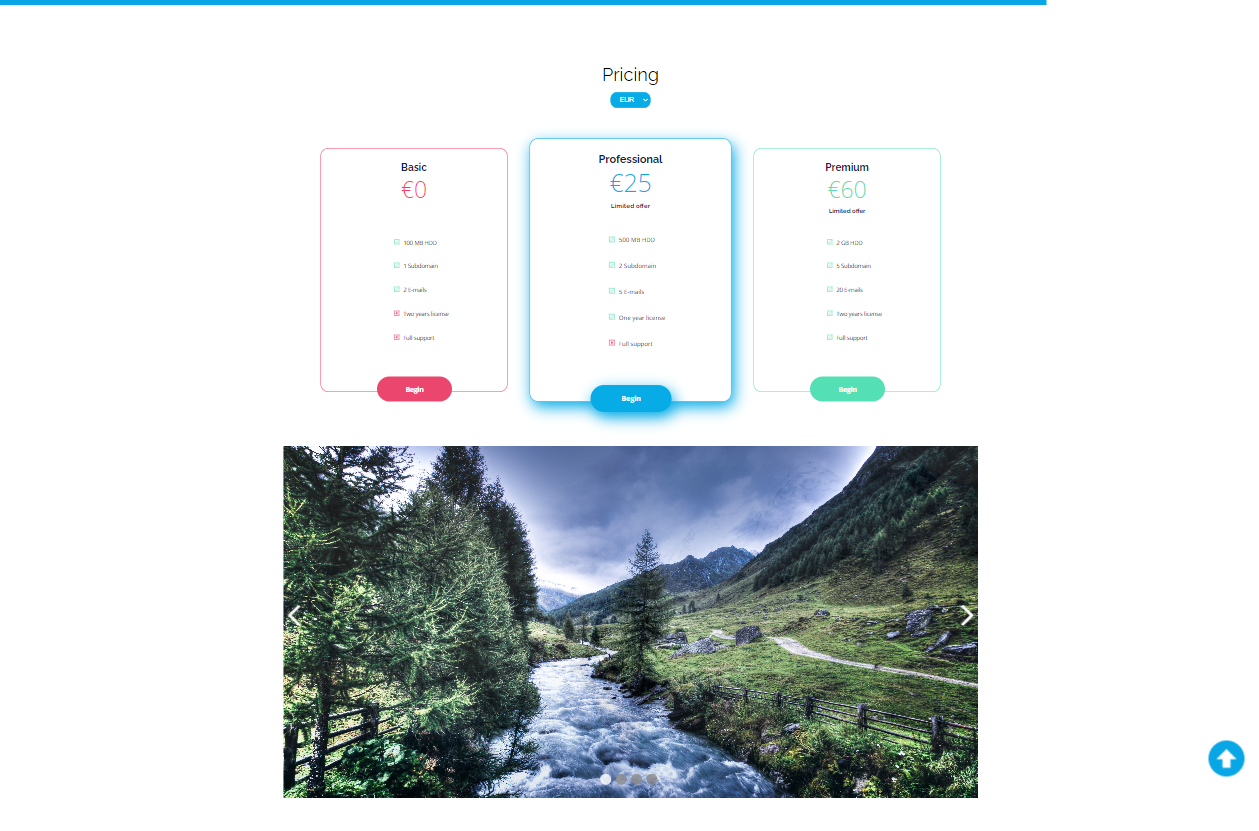 Pricing
EUR
Basic
€0
100 MB HDD
1 Subdomain
2 E-mails
Two years license
Full support
Begin
Professional
€25
Limited offer
500 MB HDD
2 Subdomain
5 E-mails
One year license
Full support
Begin
Premium
€60
Limited offer
2 GB HDD
5 Subdomain
20 E-mails
Two years license
Full support
Begin